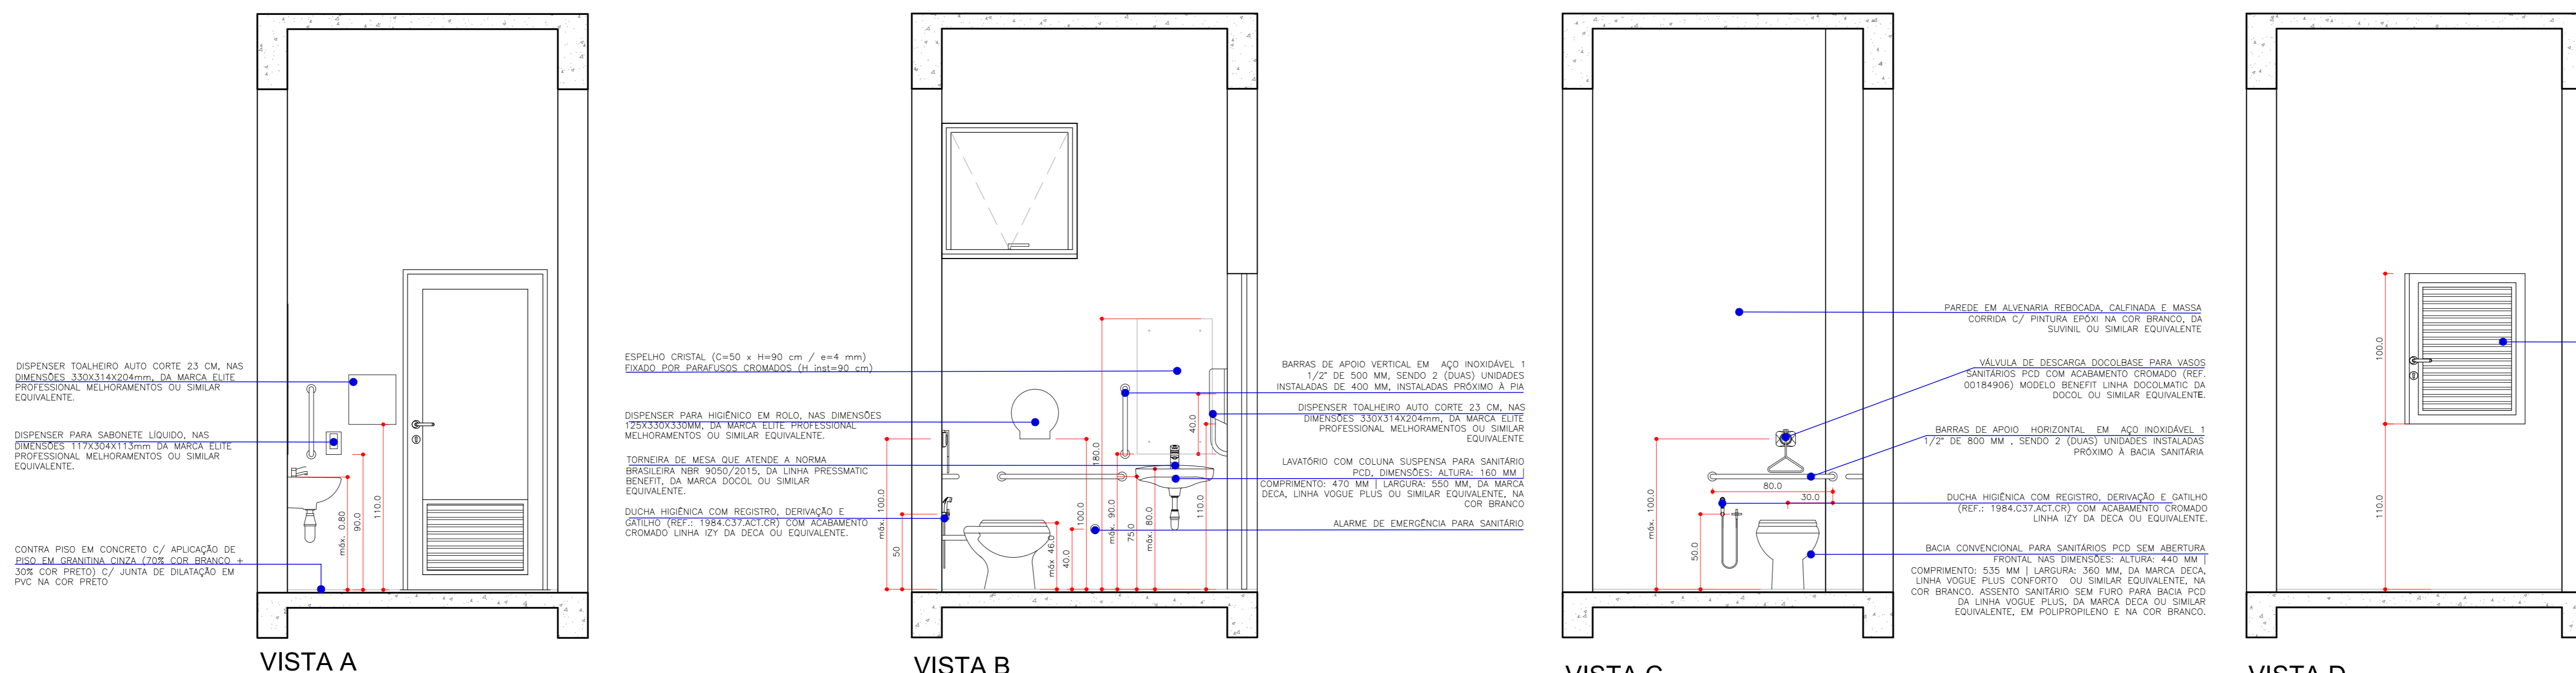 DISPENSER TOALHEIRO AUTO CORTE 23 CM, NAS
DIMENSÕES 330X314X204mm, DA MARCA ELITE
PROFESSIONAL MELHORAMENTOS OU SIMILAR
EQUIVALENTE.
DISPENSER PARA SABONETE LÍQUIDO, NAS
DIMENSÕES 117X304X113mm DA MARCA ELITE
PROFESSIONAL MELHORAMENTOS OU SIMILAR
EQUIVALENTE.
CONTRA PISO EM CONCRETO C/ APLICAÇÃO DE
PISO EM GRANITINA CINZA (70% COR BRANCO +
30% COR PRETO) C/ JUNTA DE DILATAÇÃO EM
PVC NA COR PRETO
máx. 0.80
90.0
110.0
VISTA A
ESPELHO CRISTAL (C=50 x H=90 cm / e=4 mm)
FIXADO POR PARAFUSOS CROMADOS (H inst=90 cm)
DISPENSER PARA HIGIÊNICO EM ROLO, NAS DIMENSÕES
125X330X330MM, DA MARCA ELITE PROFESSIONAL
MELHORAMENTOS OU SIMILAR EQUIVALENTE.
TORNEIRA DE MESA QUE ATENDE A NORMA
BRASILEIRA NBR 9050/2015, DA LINHA PRESSMATIC
BENEFIT, DA MARCA DOCOL OU SIMILAR
EQUIVALENTE.
DUCHA HIGIÊNICA COM REGISTRO, DERIVAÇÃO E
GATILHO (REF.: 1984.C37.ACT.CR) COM ACABAMENTO
CROMADO LINHA IZY DA DECA OU EQUIVALENTE.
máx. 100.0
50
máx 46.0
40.0
100.0
180.0
máx. 90.0
75.0
máx. 80.0
40.0
110.0
VISTA B
BARRAS DE APOIO VERTICAL EM AÇO INOXIDÁVEL 1
1/2" DE 500 MM, SENDO 2 (DUAS) UNIDADES
INSTALADAS DE 400 MM, INSTALADAS PRÓXIMO À PIA
DISPENSER TOALHEIRO AUTO CORTE 23 CM, NAS
DIMENSÕES 330X314X204mm, DA MARCA ELITE
PROFESSIONAL MELHORAMENTOS OU SIMILAR
EQUIVALENTE
LAVATÓRIO COM COLUNA SUSPENSA PARA SANITÁRIO
PCD, DIMENSÕES: ALTURA: 160 MM |
COMPRIMENTO: 470 MM | LARGURA: 550 MM, DA MARCA
DECA, LINHA VOGUE PLUS OU SIMILAR EQUIVALENTE, NA
COR BRANCO
ALARME DE EMERGÊNCIA PARA SANITÁRIO
máx. 100.0
50.0
80.0
30.0
VISTA C
PAREDE EM ALVENARIA REBOCADA, CALFINADA E MASSA
CORRIDA C/ PINTURA EPÓXI NA COR BRANCO, DA
SUVINIL OU SIMILAR EQUIVALENTE
VÁLVULA DE DESCARGA DOCOLBASE PARA VASOS
SANITÁRIOS PCD COM ACABAMENTO CROMADO (REF.
00184906) MODELO BENEFIT LINHA DOCOLMATIC DA
DOCOL OU SIMILAR EQUIVALENTE.
BARRAS DE APOIO HORIZONTAL EM AÇO INOXIDÁVEL 1
1/2" DE 800 MM , SENDO 2 (DUAS) UNIDADES INSTALADAS
PRÓXIMO À BACIA SANITÁRIA
DUCHA HIGIÊNICA COM REGISTRO, DERIVAÇÃO E GATILHO
(REF.: 1984.C37.ACT.CR) COM ACABAMENTO CROMADO
LINHA IZY DA DECA OU EQUIVALENTE.
BACIA CONVENCIONAL PARA SANITÁRIOS PCD SEM ABERTURA
FRONTAL NAS DIMENSÕES: ALTURA: 440 MM |
COMPRIMENTO: 535 MM | LARGURA: 360 MM, DA MARCA DECA,
LINHA VOGUE PLUS CONFORTO OU SIMILAR EQUIVALENTE, NA
COR BRANCO. ASSENTO SANITÁRIO SEM FURO PARA BACIA PCD
DA LINHA VOGUE PLUS, DA MARCA DECA OU SIMILAR
EQUIVALENTE, EM POLIPROPILENO E NA COR BRANCO.
100.0
110.0
VISTA D